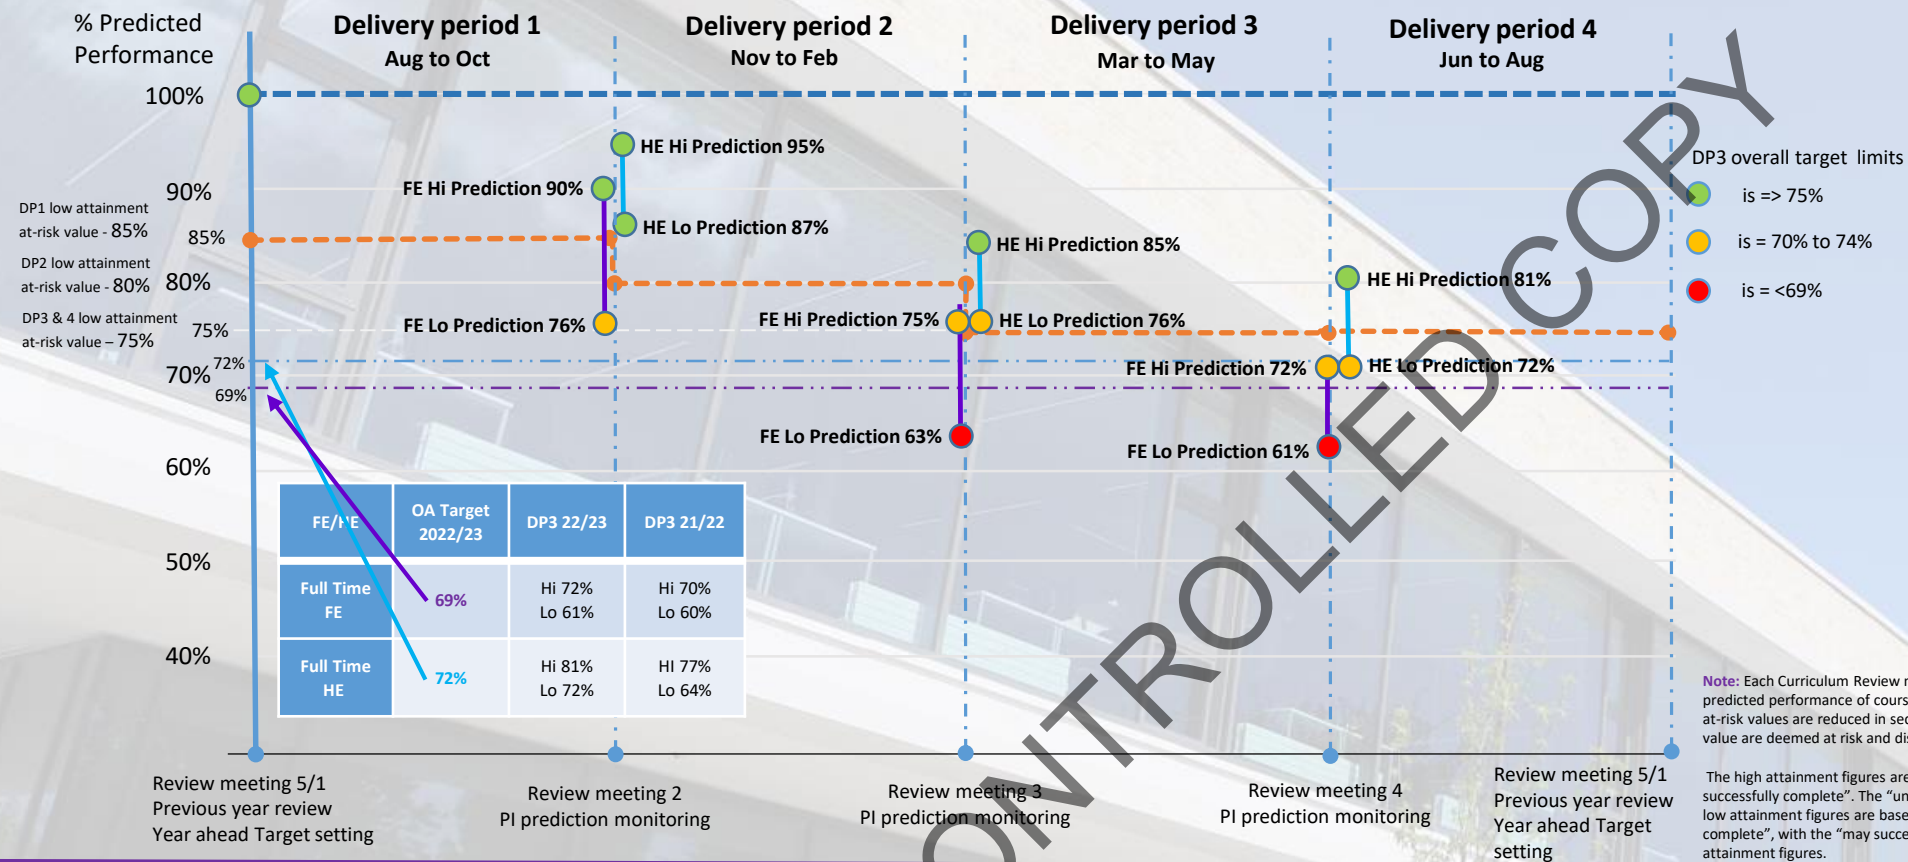 % Predicted
Performance
Delivery period 1
Aug to Oct
Delivery period 2
Nov to Feb
Delivery period 3
Mar to May
Delivery period 4
Jun to Aug
100%
90%
85%
80%
75%
72%
70%
69%
60%
50%
40%
DP1 low attainment
at-risk value - 85%
DP2 low attainment
at-risk value - 80%
DP3 & 4 low attainment
at-risk value – 75%
FE Hi Prediction 90%
FE Lo Prediction 76%
HE Hi Prediction 95%
HE Lo Prediction 87%
FE Hi Prediction 75%
FE Lo Prediction 63%
HE Hi Prediction 85%
HE Lo Prediction 76%
FE Hi Prediction 72%
FE Lo Prediction 61%
HE Hi Prediction 81%
HE Lo Prediction 72%
DP3 overall target limits
is => 75%
is = 70% to 74%
is = <69%
FE/HE
OA Target
2022/23
DP3 22/23
DP3 21/22
Full Time
FE
69%
Hi 72%
Lo 61%
Hi 70%
Lo 60%
Full Time
HE
72%
Hi 81%
Lo 72%
HI 77%
Lo 64%
Review meeting 5/1
Previous year review
Year ahead Target setting
Review meeting 2
PI prediction monitoring
Review meeting 3
PI prediction monitoring
Review meeting 4
PI prediction monitoring
Review meeting 5/1
Previous year review
Year ahead Target
setting
Note: Each Curriculum Review
predicted performance of
at-risk values are reduced in
value are deemed at risk and
The high attainment figures are
successfully complete”. The
low attainment figures are
complete”, with the “may
attainment figures.
ONTROLLED COPY